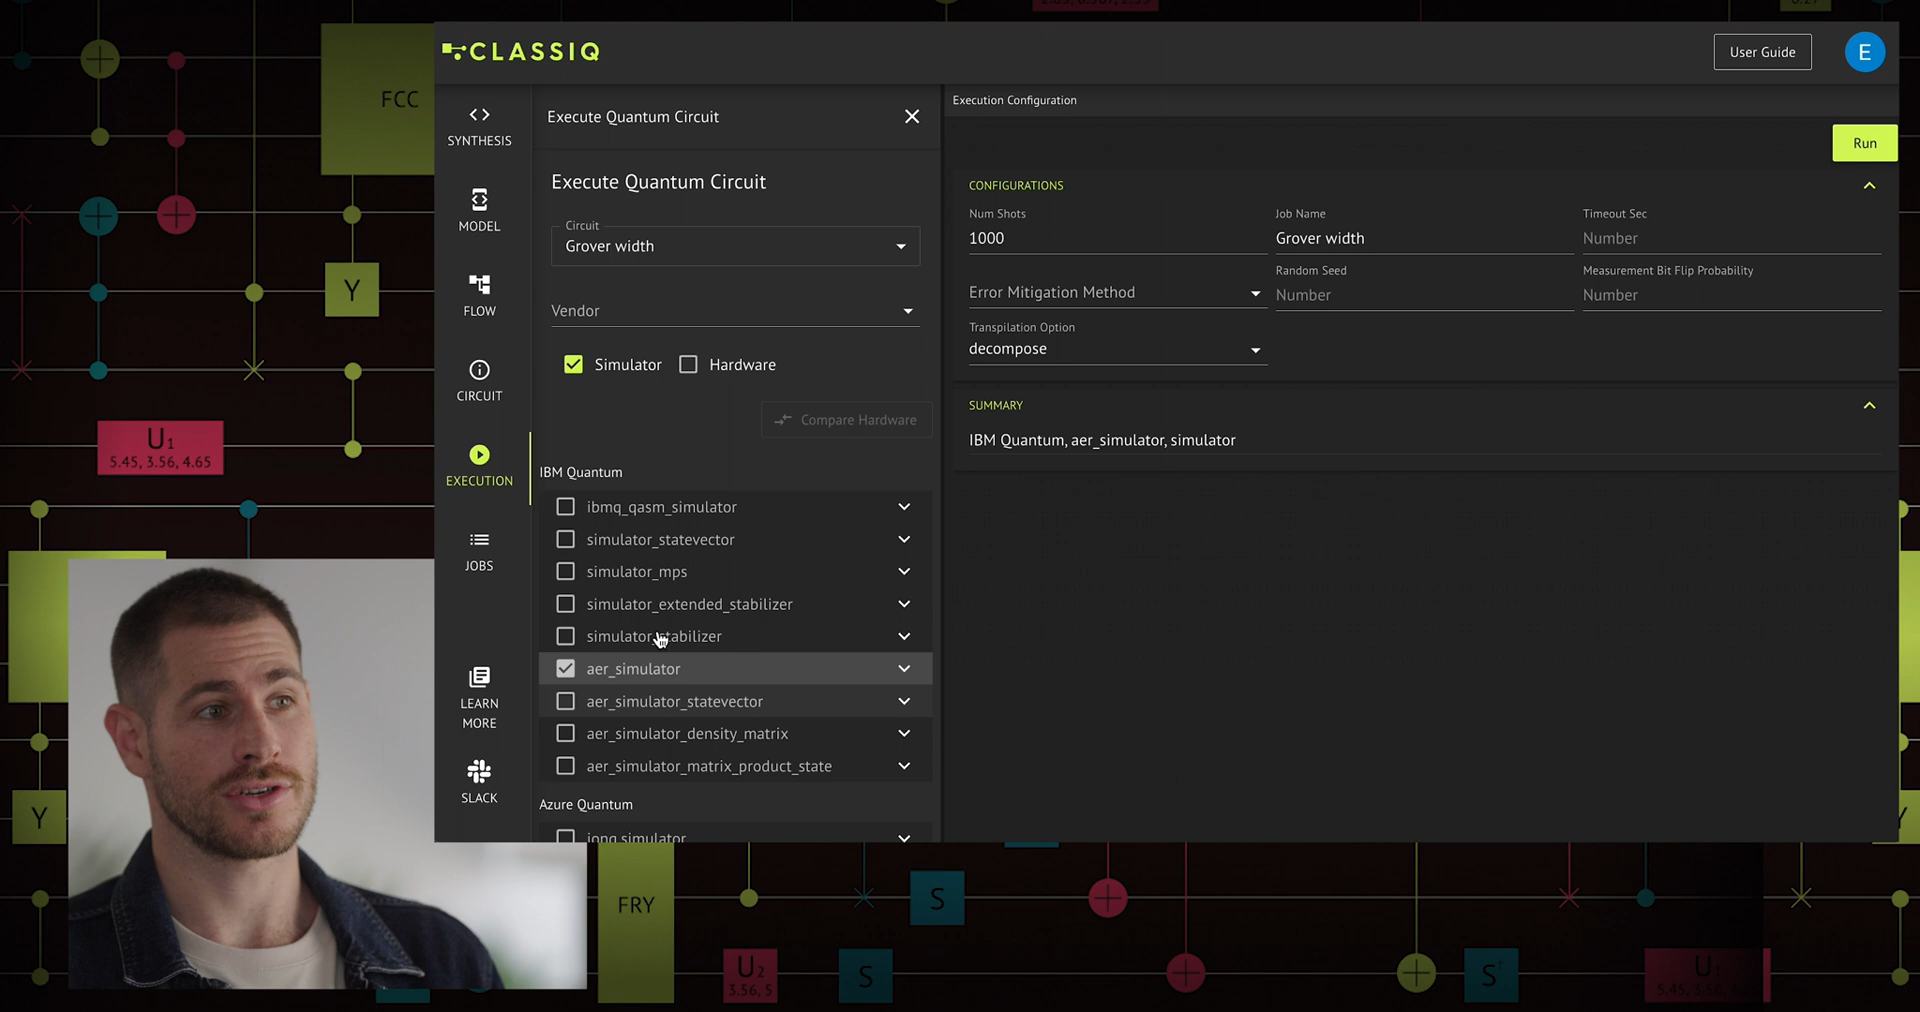 FCC
CLASSIQ
User Guide
E
SYNTHESIS
MODEL
FLOW
CIRCUIT
EXECUTION
JOBS
LEARN
MORE
SLACK
Execute Quantum Circuit
Execute Quantum Circuit
Circuit
Grover width
Vendor
Simulator
Hardware
Compare Hardware
IBM Quantum
ibmq_qasm_simulator
simulator_statevector
simulator_mps
simulator_extended_stabilizer
simulator_stabilizer
aer_simulator
aer_simulator_statevector
aer_simulator_density_matrix
aer_simulator_matrix_product_state
Azure Quantum
ionq.simulator
Execution Configuration
Run
CONFIGURATIONS
Num Shots
1000
Job Name
Grover width
Timeout Sec
Number
Error Mitigation Method
Random Seed
Number
Measurement Bit Flip Probability
Number
Transpilation Option
decompose
SUMMARY
IBM Quantum, aer_simulator, simulator
Y
U1
5.45, 3.56, 4.65
Y
FRY
S
U2
3.56, 5
S
S†